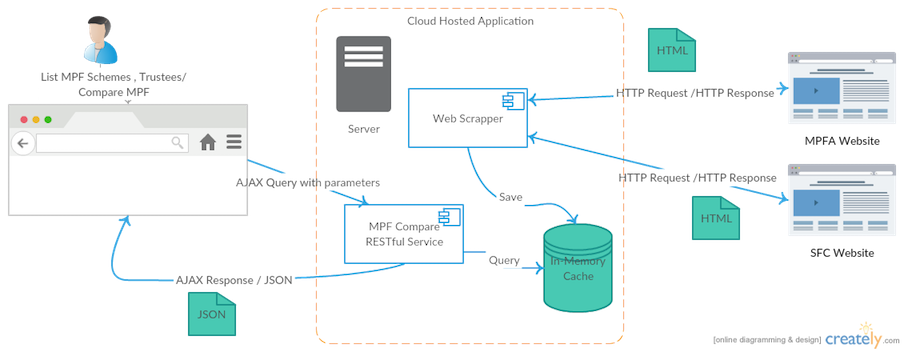 Cloud Hosted Application
HTML
List MPF Schemes , Trustees/
Compare MPF
HTTP Request /HTTP Response
Web Scrapper
Server
MPFA Website
AJAX Query with parameters
HTTP Request /HTTP Response
Save
HTML
MPF Compare
RESTful Service
SFC Website
Query
In-Memory
Cache
AJAX Response / JSON
JSON
[online diagramming & design] creately.com